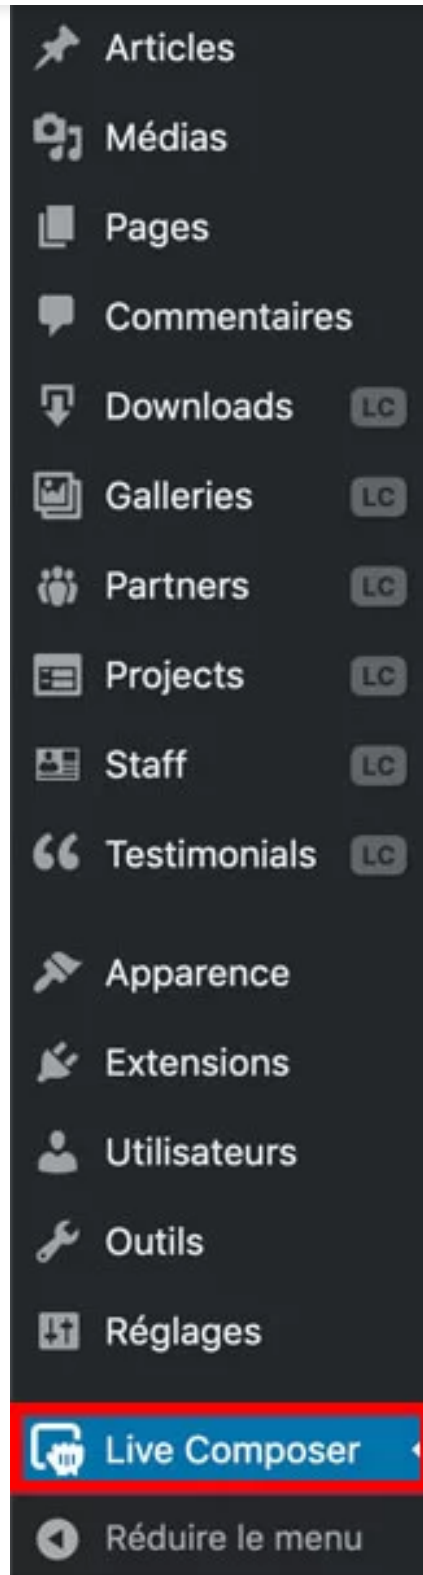 Articles
Médias
Pages
Commentaires
Downloads LC
Galleries LC
Partners LC
Projects LC
Staff LC
Testimonials LC
Apparence
Extensions
Utilisateurs
Outils
Réglages
Live Composer
Réduire le menu